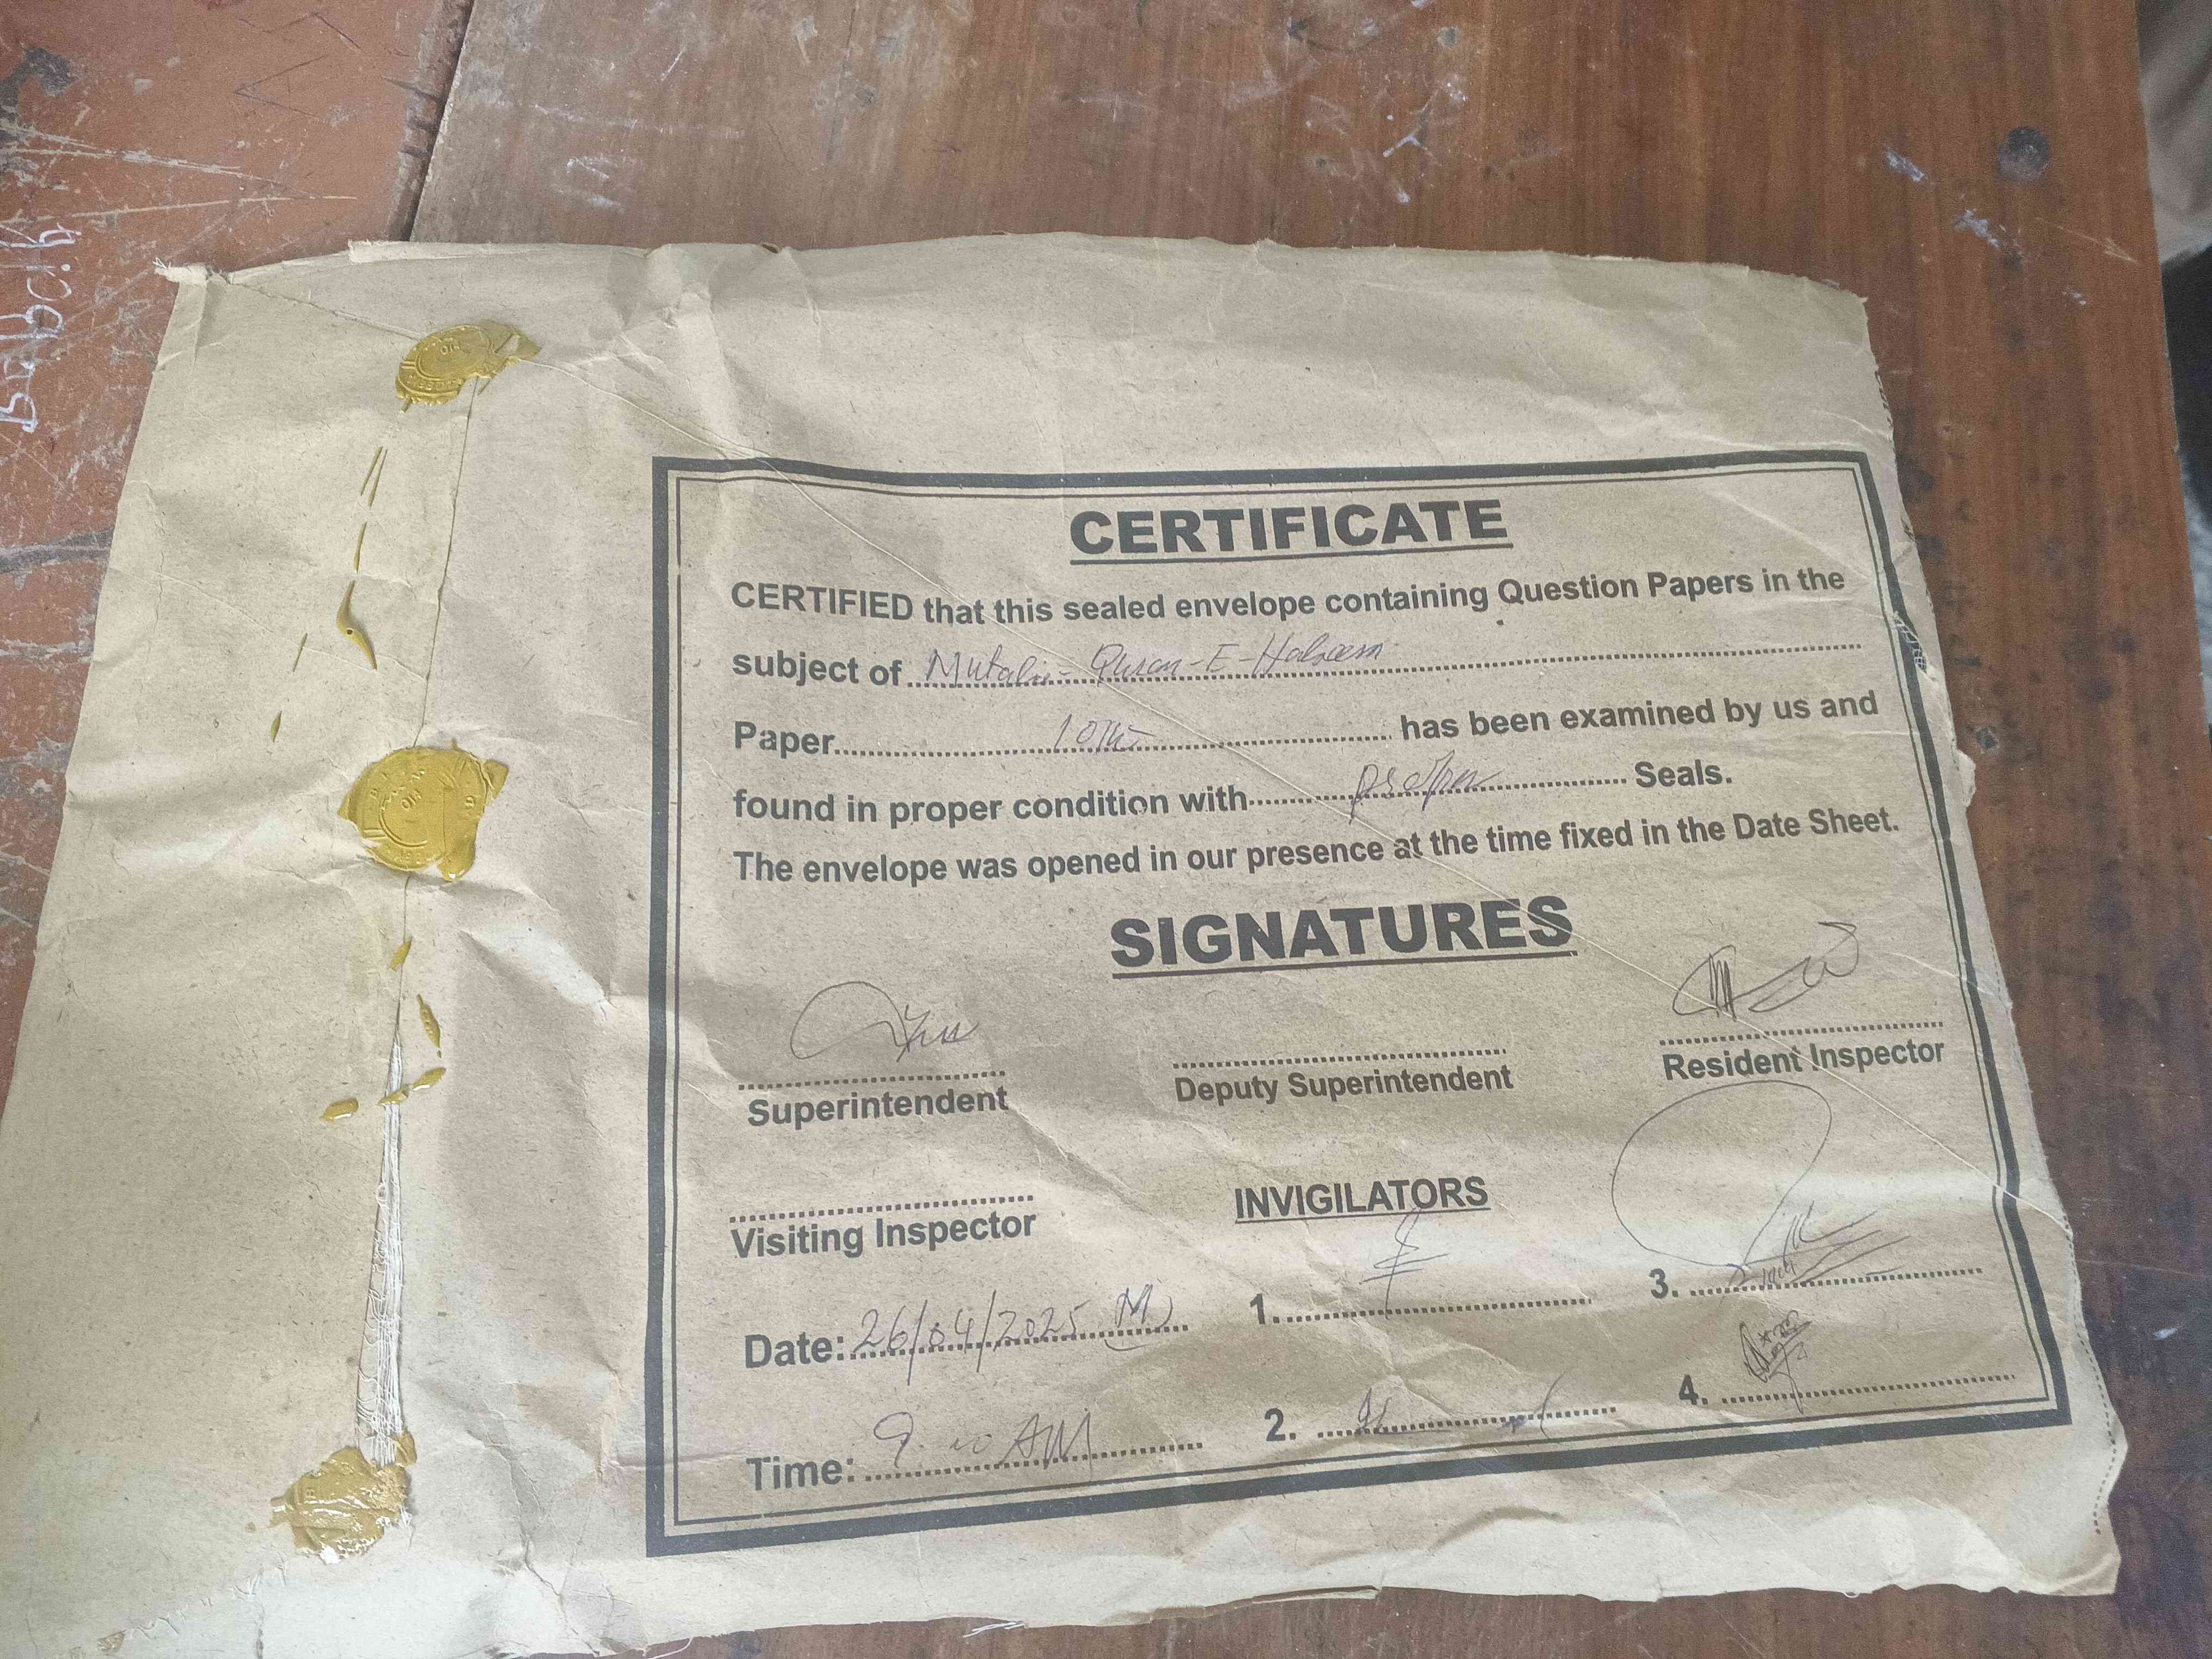 CERTIFICATE
CERTIFIED that this sealed envelope containing Question Papers in the
subject of Mutalia-Quran-E-Hakeem
Paper 10th has been examined by us and
found in proper condition with proper Seals.
The envelope was opened in our presence at the time fixed in the Date Sheet.
SIGNATURES
Superintendent
Deputy Superintendent
Resident Inspector
Visiting Inspector
INVIGILATORS
Date: 26/04/2025 (M)
1.
3.
Time: 9.00 AM
2.
4.